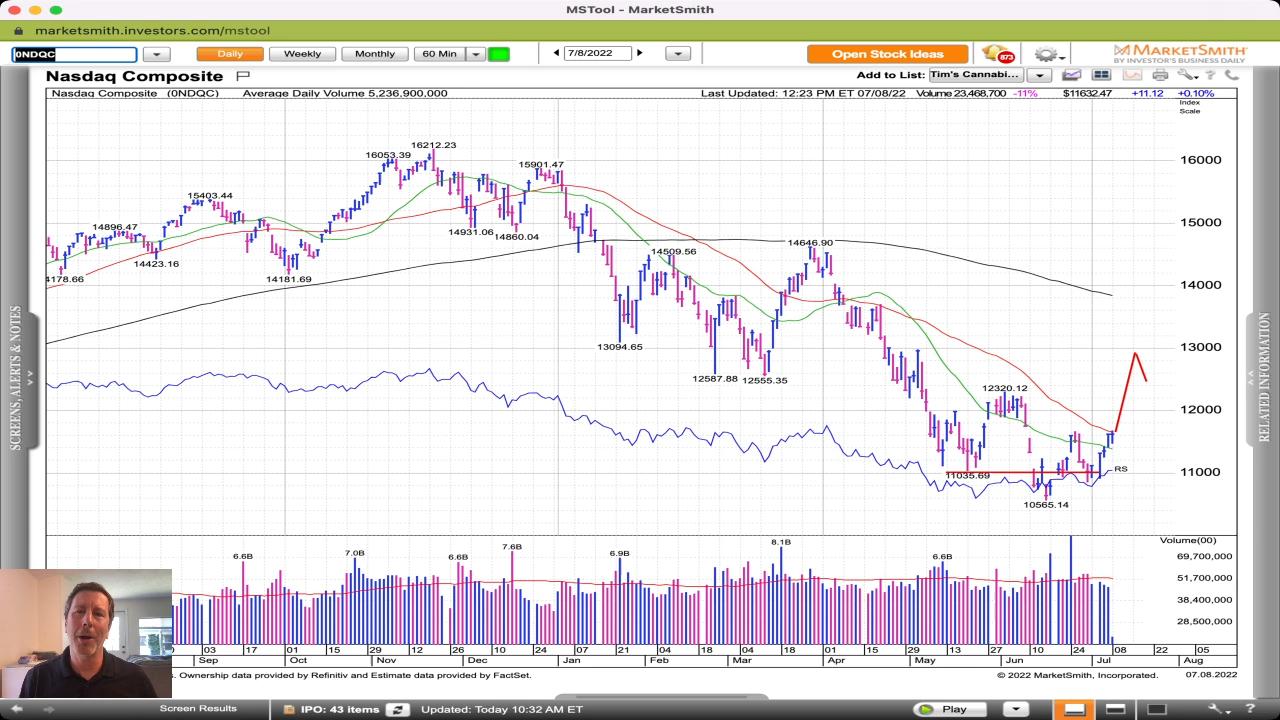 MSTool - MarketSmith
marketsmith.investors.com/mstool
0NDQC
Daily
Weekly
Monthly
60 Min
7/8/2022
Open Stock Ideas
873
MARKETSMITH
BY INVESTOR'S BUSINESS DAILY
Nasdaq Composite
Add to List:
Tim's Cannabi...
Nasdaq Composite (0NDQC) Average Daily Volume 5,236,900,000
Last Updated: 12:23 PM ET 07/08/22 Volume 23,468,700 -11% $11632.47 +11.12 +0.10%
Index
Scale
16212.23
16053.39
16000
15901.47
15403.44
14896.47
15000
14931.06
14860.04
14646.90
14423.16
14509.56
14178.66
14181.69
14000
13094.65
13000
12587.88
12555.35
12320.12
12000
11035.69
11000
RS
10565.14
Volume(00)
8.1B
7.6B
7.0B
6.9B
6.6B
6.6B
6.6B
69,700,000
51,700,000
38,400,000
28,500,000
03 17 01 15 29 12 26 10 24 07 21 04 18 04 18 01 15 29 13 27 10 24 08 22 05
Sep Oct Nov Dec Jan Feb Mar Apr May Jun Jul Aug
s. Ownership data provided by Refinitiv and Estimate data provided by FactSet.
© 2022 MarketSmith, Incorporated.
07.08.2022
SCREENS, ALERTS & NOTES
RELATED INFORMATION
Screen Results
IPO: 43 items
Updated: Today 10:32 AM ET
Play